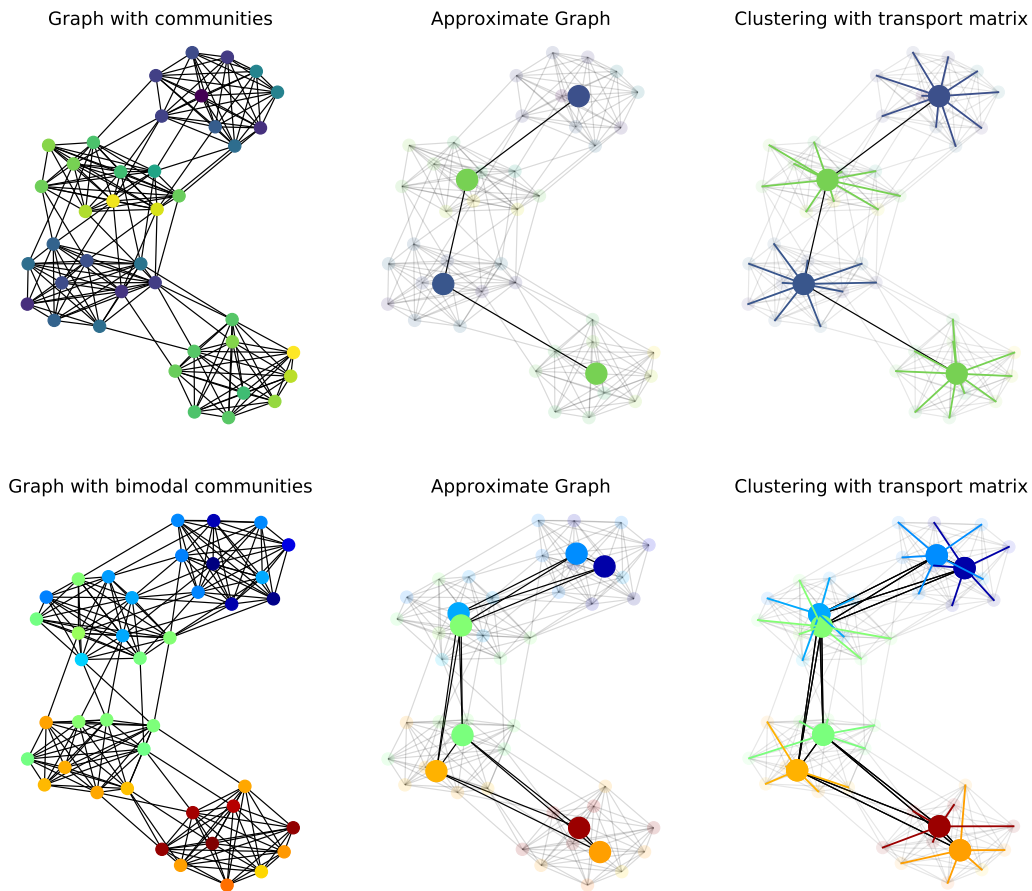 Graph with communities
Approximate Graph
Clustering with transport matrix
Graph with bimodal communities
Approximate Graph
Clustering with transport matrix